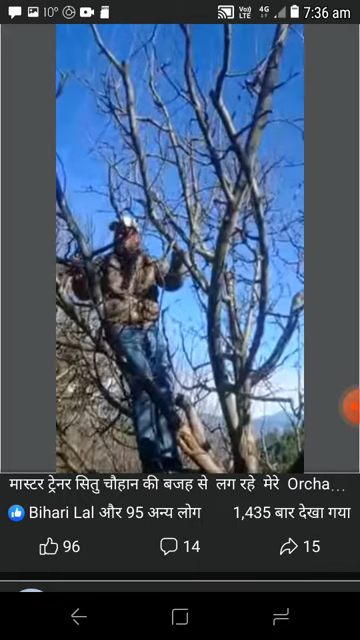 10° Vo) LTE 4G 7:36 am
मास्टर ट्रेनर सितु चौहान की बजह से लग रहे मेरे Orcha...
Bihari Lal और 95 अन्य लोग 1,435 बार देखा गया
96 14 15